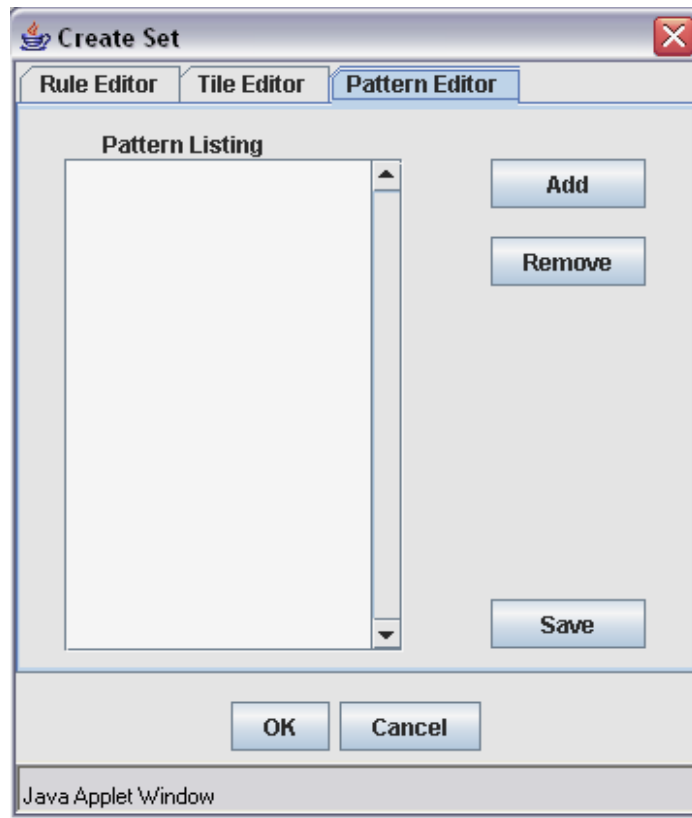 Create Set
Rule Editor Tile Editor Pattern Editor
Pattern Listing
Add
Remove
Save
OK Cancel
Java Applet Window